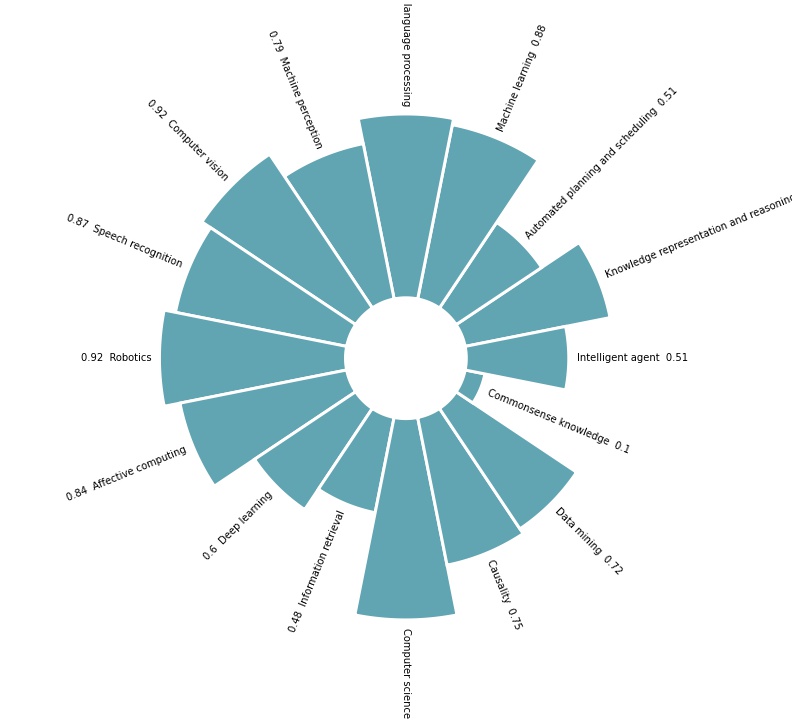 language processing
Machine learning 0.88
Automated planning and scheduling 0.51
Knowledge representation and reasoning
Intelligent agent 0.51
Commonsense knowledge 0.1
Data mining 0.72
Causality 0.75
Computer science
0.48 Information retrieval
0.6 Deep learning
0.84 Affective computing
0.92 Robotics
0.87 Speech recognition
0.92 Computer vision
0.79 Machine perception